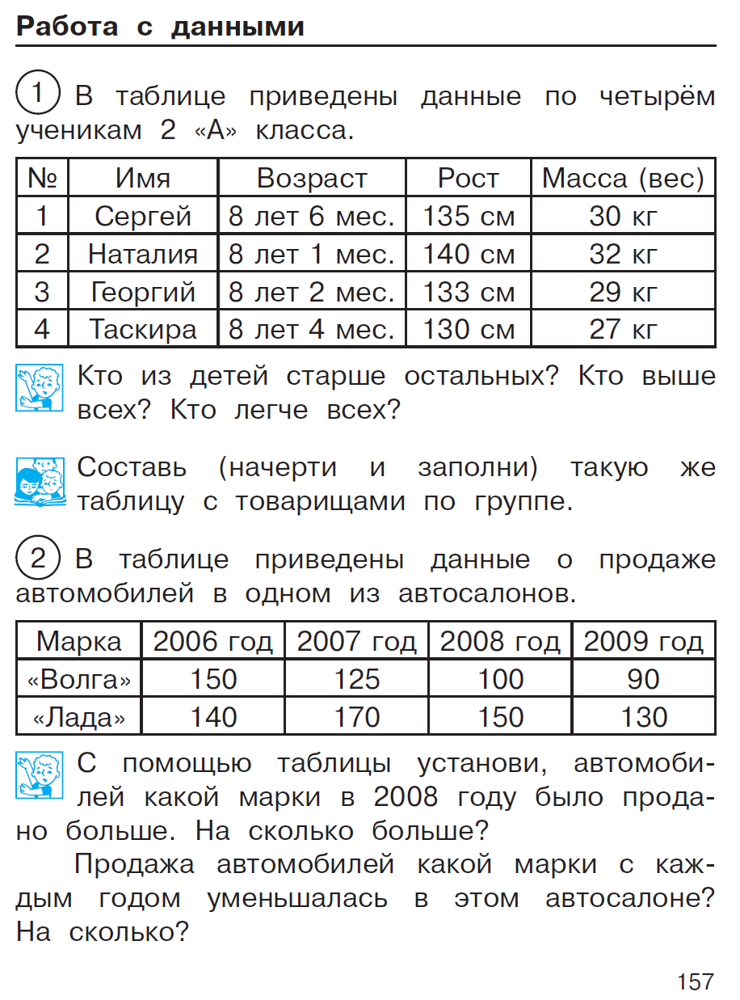 Работа с данными
1 В таблице приведены данные по четырём
ученикам 2 «А» класса.
№ Имя Возраст Рост Масса (вес)
1 Сергей 8 лет 6 мес. 135 см 30 кг
2 Наталия 8 лет 1 мес. 140 см 32 кг
3 Георгий 8 лет 2 мес. 133 см 29 кг
4 Таскира 8 лет 4 мес. 130 см 27 кг
Кто из детей старше остальных? Кто выше
всех? Кто легче всех?
Составь (начерти и заполни) такую же
таблицу с товарищами по группе.
2 В таблице приведены данные о продаже
автомобилей в одном из автосалонов.
Марка 2006 год 2007 год 2008 год 2009 год
«Волга» 150 125 100 90
«Лада» 140 170 150 130
С помощью таблицы установи, автомоби-
лей какой марки в 2008 году было прода-
но больше. На сколько больше?
Продажа автомобилей какой марки с каж-
дым годом уменьшалась в этом автосалоне?
На сколько?
157